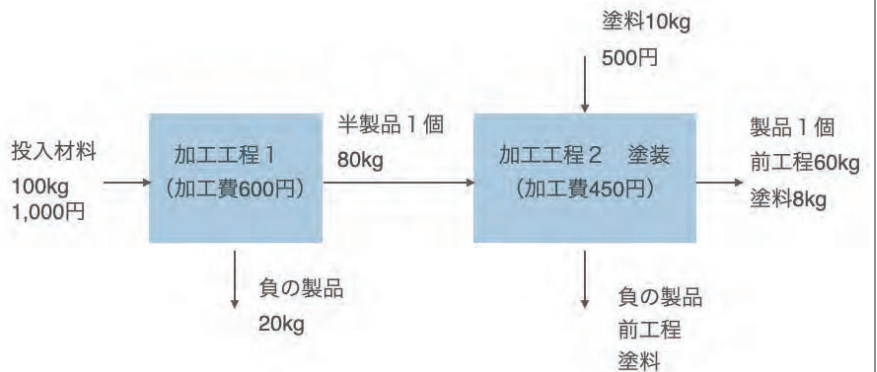 投入材料
100kg
1,000円
加工工程1
（加工費600円）
負の製品
20kg
半製品1個
80kg
塗料10kg
500円
加工工程2 塗装
（加工費450円）
負の製品
前工程
塗料
製品1個
前工程60kg
塗料8kg